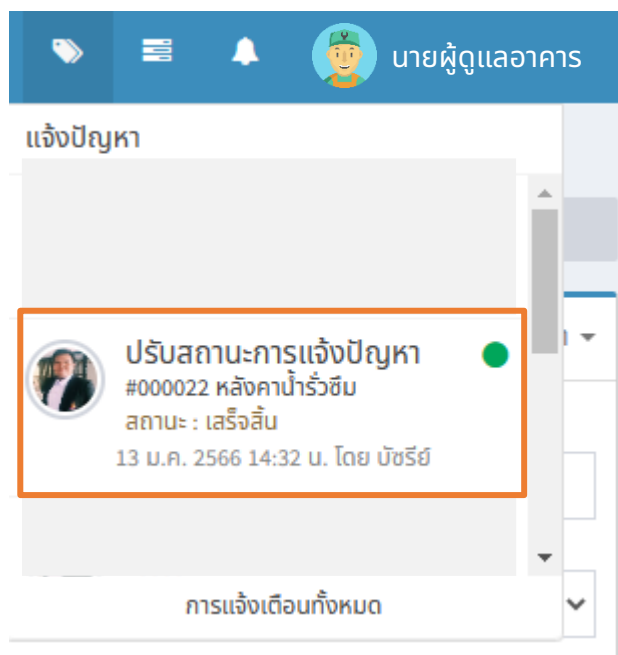 นายผู้ดูแลอาคาร
แจ้งปัญหา
ปรับสถานะการแจ้งปัญหา
#000022 หลังคาน้ำรั่วซึม
สถานะ : เสร็จสิ้น
13 ม.ค. 2566 14:32 น. โดย บัซรีย์
การแจ้งเตือนทั้งหมด